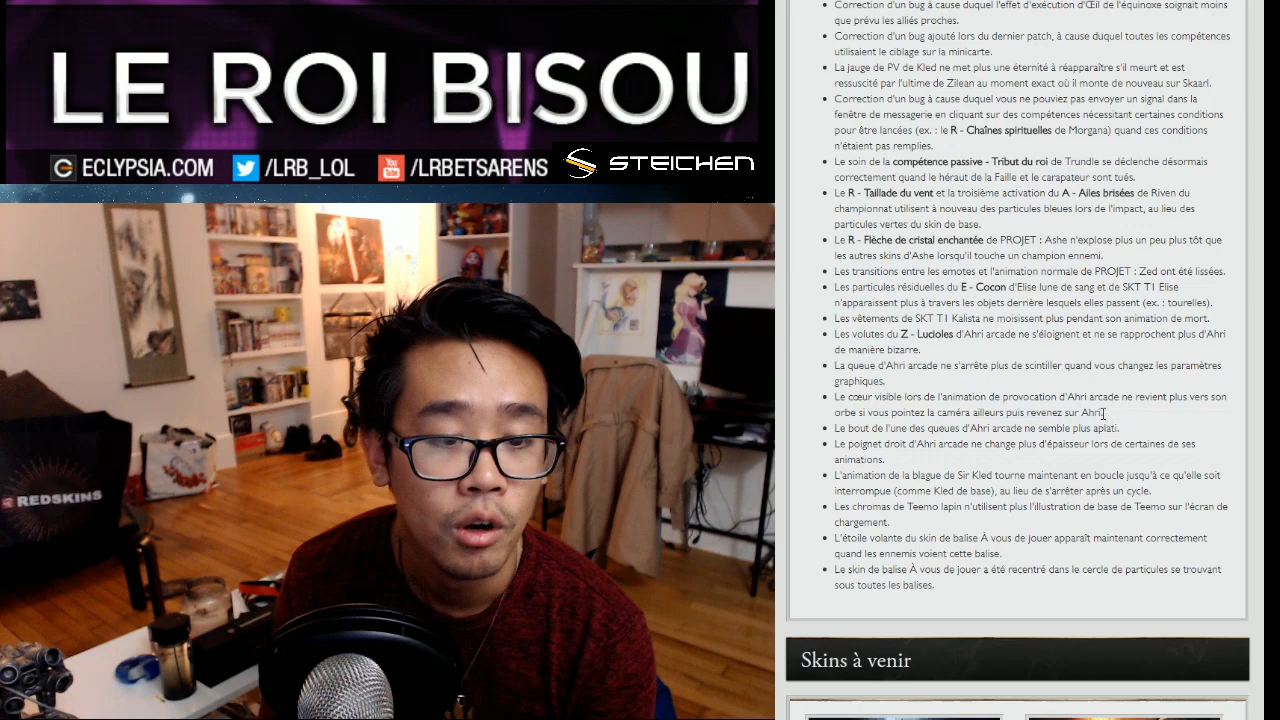 LE ROI BISOU
ECLYPSIA.COM /LRB_LOL /LRBETSARENS STEICHEN
REDSKINS
Correction d'un bug à cause duquel l'effet d'exécution d'Œil de l'équinoxe soignait moins
que prévu les alliés proches.
Correction d'un bug ajouté lors du dernier patch, à cause duquel toutes les compétences
utilisaient le ciblage sur la minicarte.
La jauge de PV de Kled ne met plus une éternité à réapparaître s'il meurt et est
ressuscité par l'ultime de Zilean au moment exact où il monte de nouveau sur Skaarl.
Correction d'un bug à cause duquel vous ne pouviez pas envoyer un signal dans la
fenêtre de messagerie en cliquant sur des compétences nécessitant certaines conditions
pour être lancées (ex. : le R - Chaînes spirituelles de Morgana) quand ces conditions
n'étaient pas remplies.
Le soin de la compétence passive - Tribut du roi de Trundle se déclenche désormais
correctement quand le héraut de la Faille et le carapateur sont tués.
Le R - Taillade du vent et la troisième activation du A - Ailes brisées de Riven du
championnat utilisent à nouveau des particules bleues lors de l'impact, au lieu des
particules vertes du skin de base.
Le R - Flèche de cristal enchantée de PROJET : Ashe n'explose plus un peu plus tôt que
les autres skins d'Ashe lorsqu'il touche un champion ennemi.
Les transitions entre les emotes et l'animation normale de PROJET : Zed ont été lissées.
Les particules résiduelles du E - Cocon d'Elise lune de sang et de SKT T1 Elise
n'apparaissent plus à travers les objets derrière lesquels elles passent (ex. : tourelles).
Les vêtements de SKT T1 Kalista ne moisissent plus pendant son animation de mort.
Les volutes du Z - Lucioles d'Ahri arcade ne s'éloignent et ne se rapprochent plus d'Ahri
de manière bizarre.
La queue d'Ahri arcade ne s'arrête plus de scintiller quand vous changez les paramètres
graphiques.
Le cœur visible lors de l'animation de provocation d'Ahri arcade ne revient plus vers son
orbe si vous pointez la caméra ailleurs puis revenez sur Ahri.
Le bout de l'une des queues d'Ahri arcade ne semble plus aplati.
Le poignet droit d'Ahri arcade ne change plus d'épaisseur lors de certaines de ses
animations.
L'animation de la blague de Sir Kled tourne maintenant en boucle jusqu'à ce qu'elle soit
interrompue (comme Kled de base), au lieu de s'arrêter après un cycle.
Les chromas de Teemo lapin n'utilisent plus l'illustration de base de Teemo sur l'écran de
chargement.
L'étoile volante du skin de balise À vous de jouer apparaît maintenant correctement
quand les ennemis voient cette balise.
Le skin de balise À vous de jouer a été recentré dans le cercle de particules se trouvant
sous toutes les balises.
Skins à venir